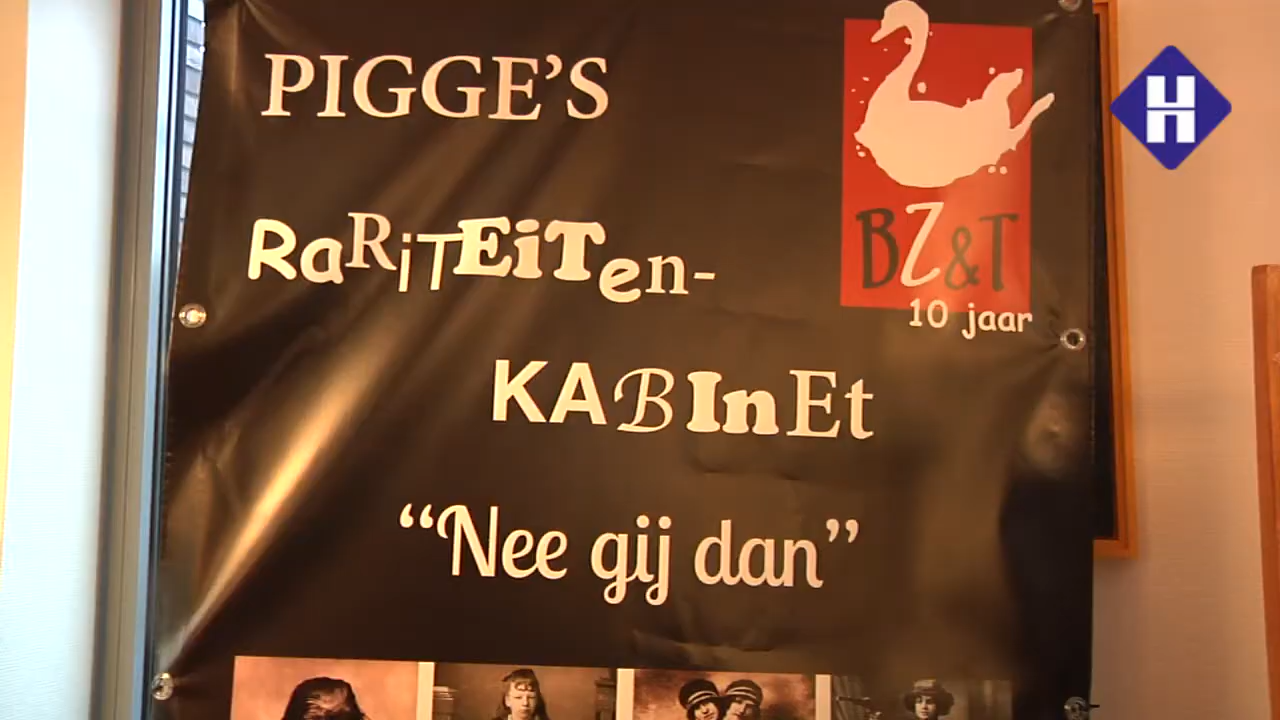 PIGGE'S
RaRiTEiTen-
KABInEt
“Nee gij dan”
BZ&T
10 jaar
H